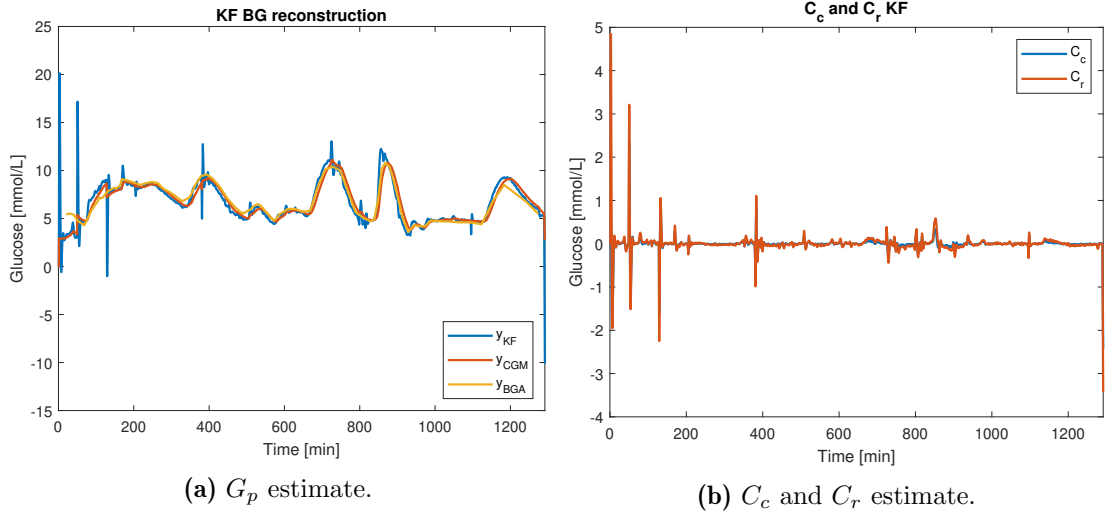 KF BG reconstruction
25
20
15
10
5
0
-5
-10
-15
Glucose [mmol/L]
0 200 400 600 800 1000 1200
Time [min]
y_KF
y_CGM
y_BGA
(a) G_p estimate.
C_c and C_r KF
5
4
3
2
1
0
-1
-2
-3
-4
Glucose [mmol/L]
0 200 400 600 800 1000 1200
Time [min]
C_c
C_r
(b) C_c and C_r estimate.